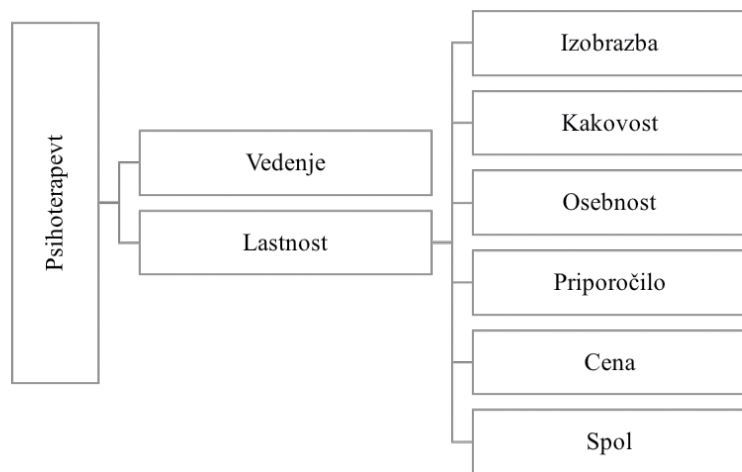 Psihoterapevt
Vedenje
Lastnost
Izobrazba
Kakovost
Osebnost
Priporočilo
Cena
Spol